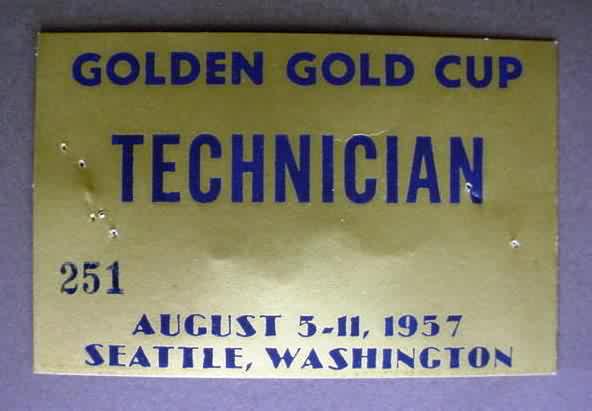 GOLDEN GOLD CUP
TECHNICIAN
251
AUGUST 5-11, 1957
SEATTLE, WASHINGTON